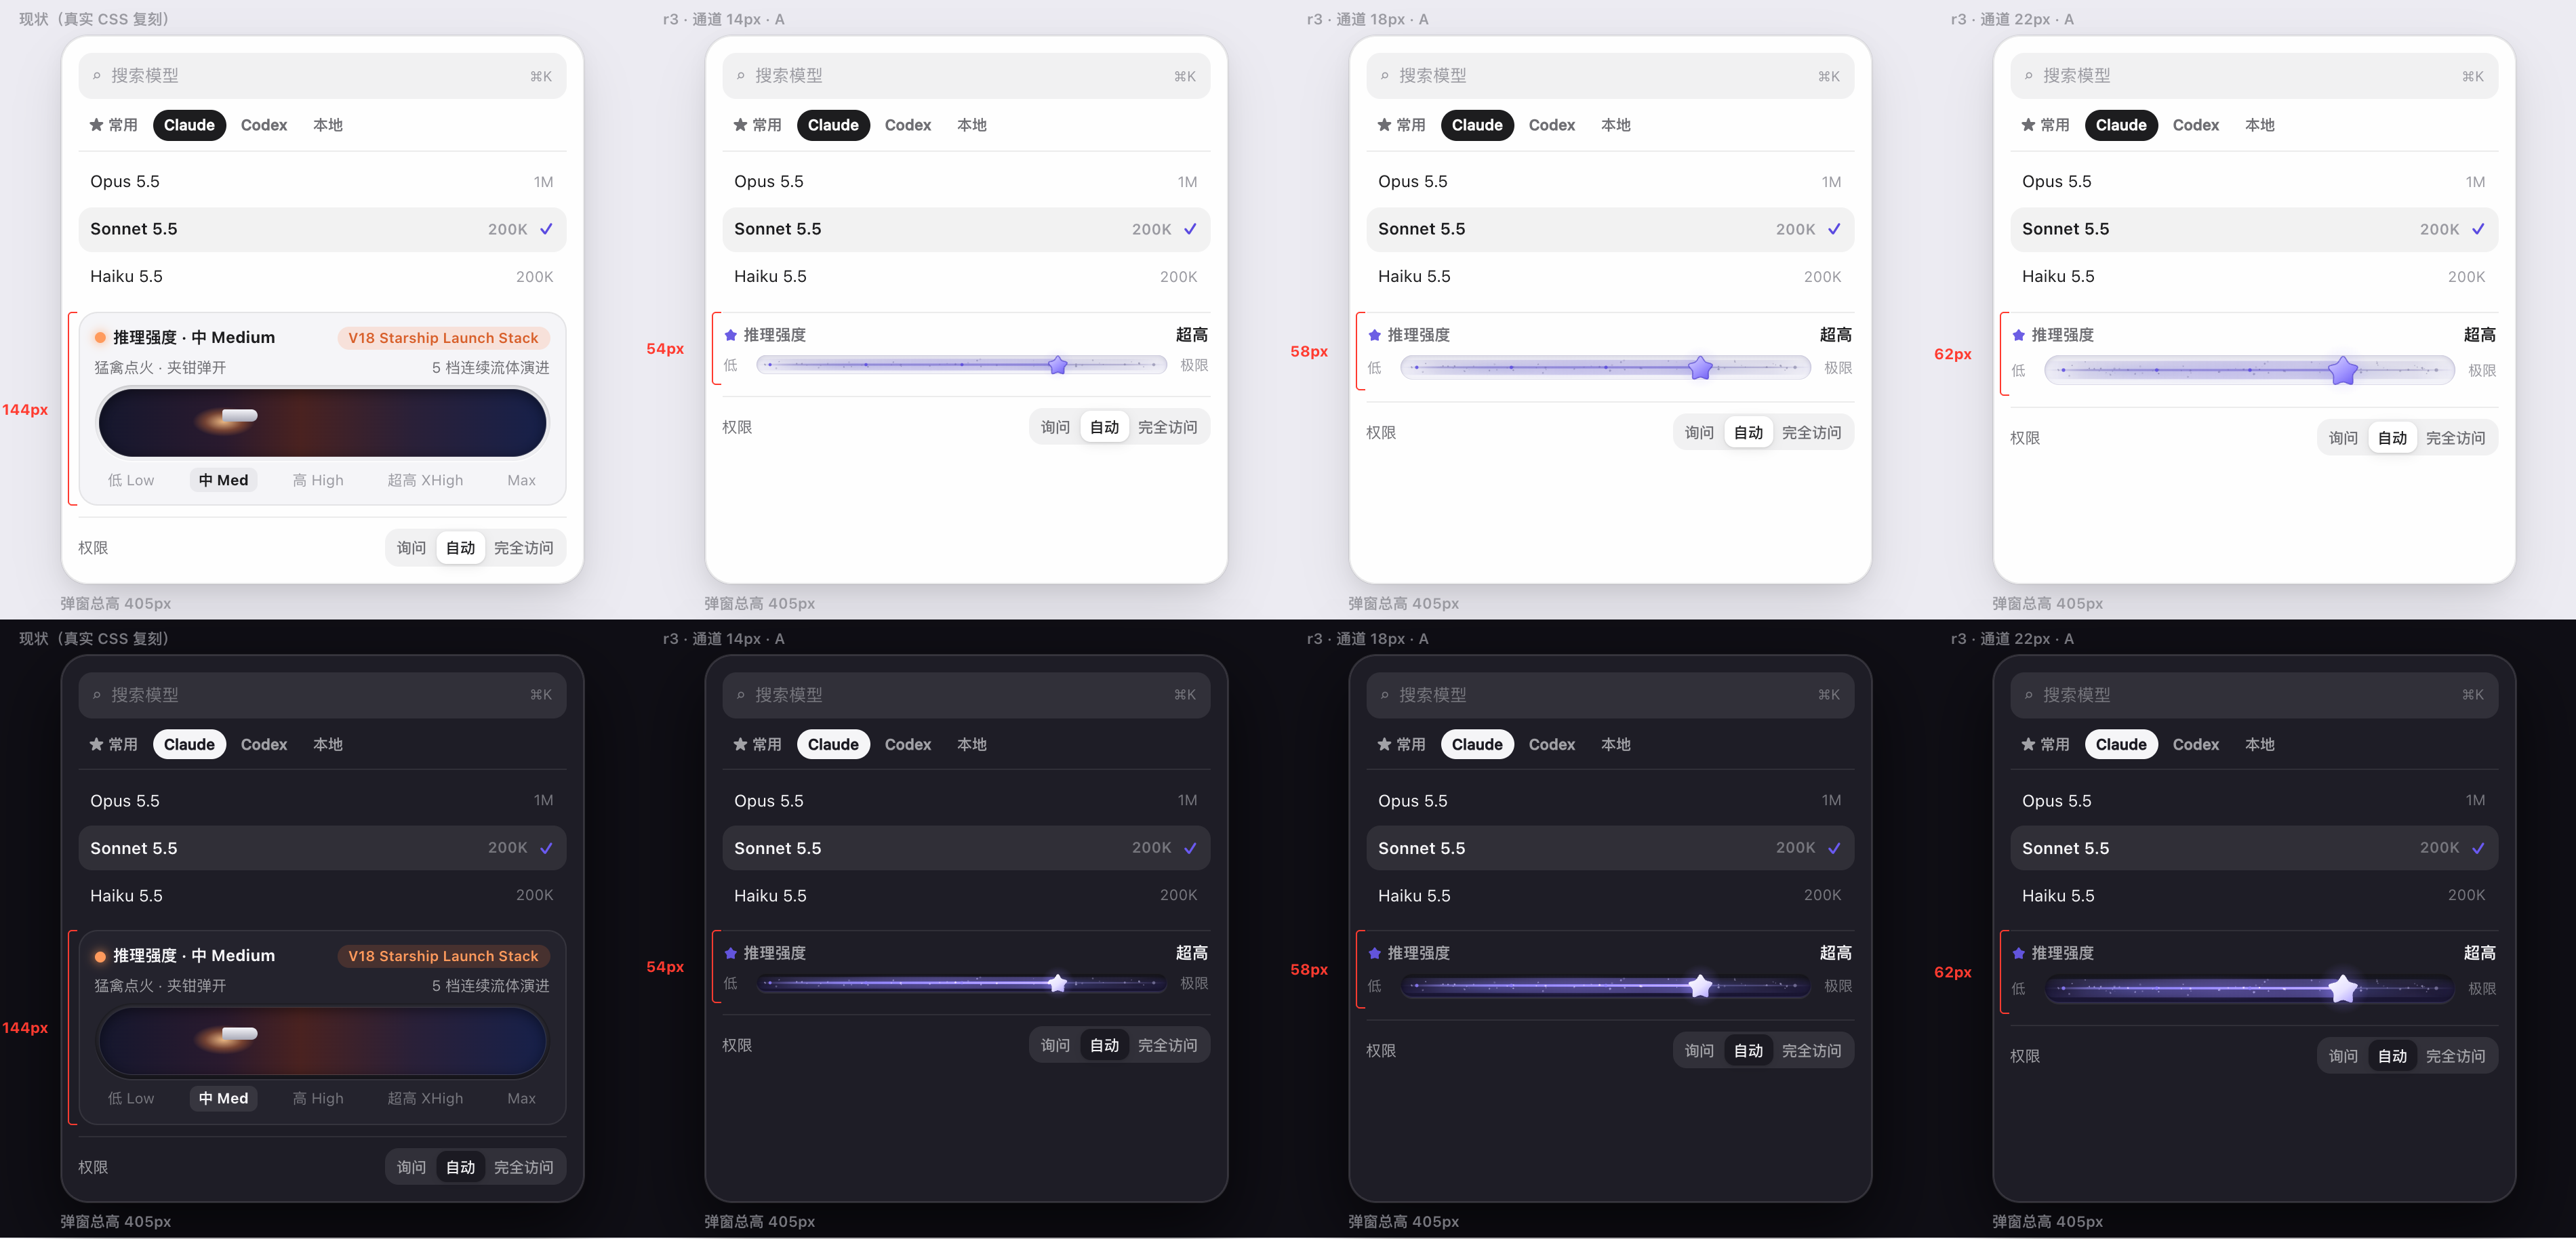 现状（真实 CSS 复刻）
搜索模型 ⌘K
常用 Claude Codex 本地
Opus 5.5 1M
Sonnet 5.5 200K
Haiku 5.5 200K
推理强度 · 中 Medium V18 Starship Launch Stack
猛禽点火 · 夹钳弹开 5 档连续流体演进
144px
低 Low 中 Med 高 High 超高 XHigh Max
权限 询问 自动 完全访问
弹窗总高 405px
r3 · 通道 14px · A
搜索模型 ⌘K
常用 Claude Codex 本地
Opus 5.5 1M
Sonnet 5.5 200K
Haiku 5.5 200K
推理强度 超高
54px
低 极限
权限 询问 自动 完全访问
弹窗总高 405px
r3 · 通道 18px · A
搜索模型 ⌘K
常用 Claude Codex 本地
Opus 5.5 1M
Sonnet 5.5 200K
Haiku 5.5 200K
推理强度 超高
58px
低 极限
权限 询问 自动 完全访问
弹窗总高 405px
r3 · 通道 22px · A
搜索模型 ⌘K
常用 Claude Codex 本地
Opus 5.5 1M
Sonnet 5.5 200K
Haiku 5.5 200K
推理强度 超高
62px
低 极限
权限 询问 自动 完全访问
弹窗总高 405px
现状（真实 CSS 复刻）
搜索模型 ⌘K
常用 Claude Codex 本地
Opus 5.5 1M
Sonnet 5.5 200K
Haiku 5.5 200K
推理强度 · 中 Medium V18 Starship Launch Stack
猛禽点火 · 夹钳弹开 5 档连续流体演进
144px
低 Low 中 Med 高 High 超高 XHigh Max
权限 询问 自动 完全访问
弹窗总高 405px
r3 · 通道 14px · A
搜索模型 ⌘K
常用 Claude Codex 本地
Opus 5.5 1M
Sonnet 5.5 200K
Haiku 5.5 200K
推理强度 超高
54px
低 极限
权限 询问 自动 完全访问
弹窗总高 405px
r3 · 通道 18px · A
搜索模型 ⌘K
常用 Claude Codex 本地
Opus 5.5 1M
Sonnet 5.5 200K
Haiku 5.5 200K
推理强度 超高
58px
低 极限
权限 询问 自动 完全访问
弹窗总高 405px
r3 · 通道 22px · A
搜索模型 ⌘K
常用 Claude Codex 本地
Opus 5.5 1M
Sonnet 5.5 200K
Haiku 5.5 200K
推理强度 超高
62px
低 极限
权限 询问 自动 完全访问
弹窗总高 405px